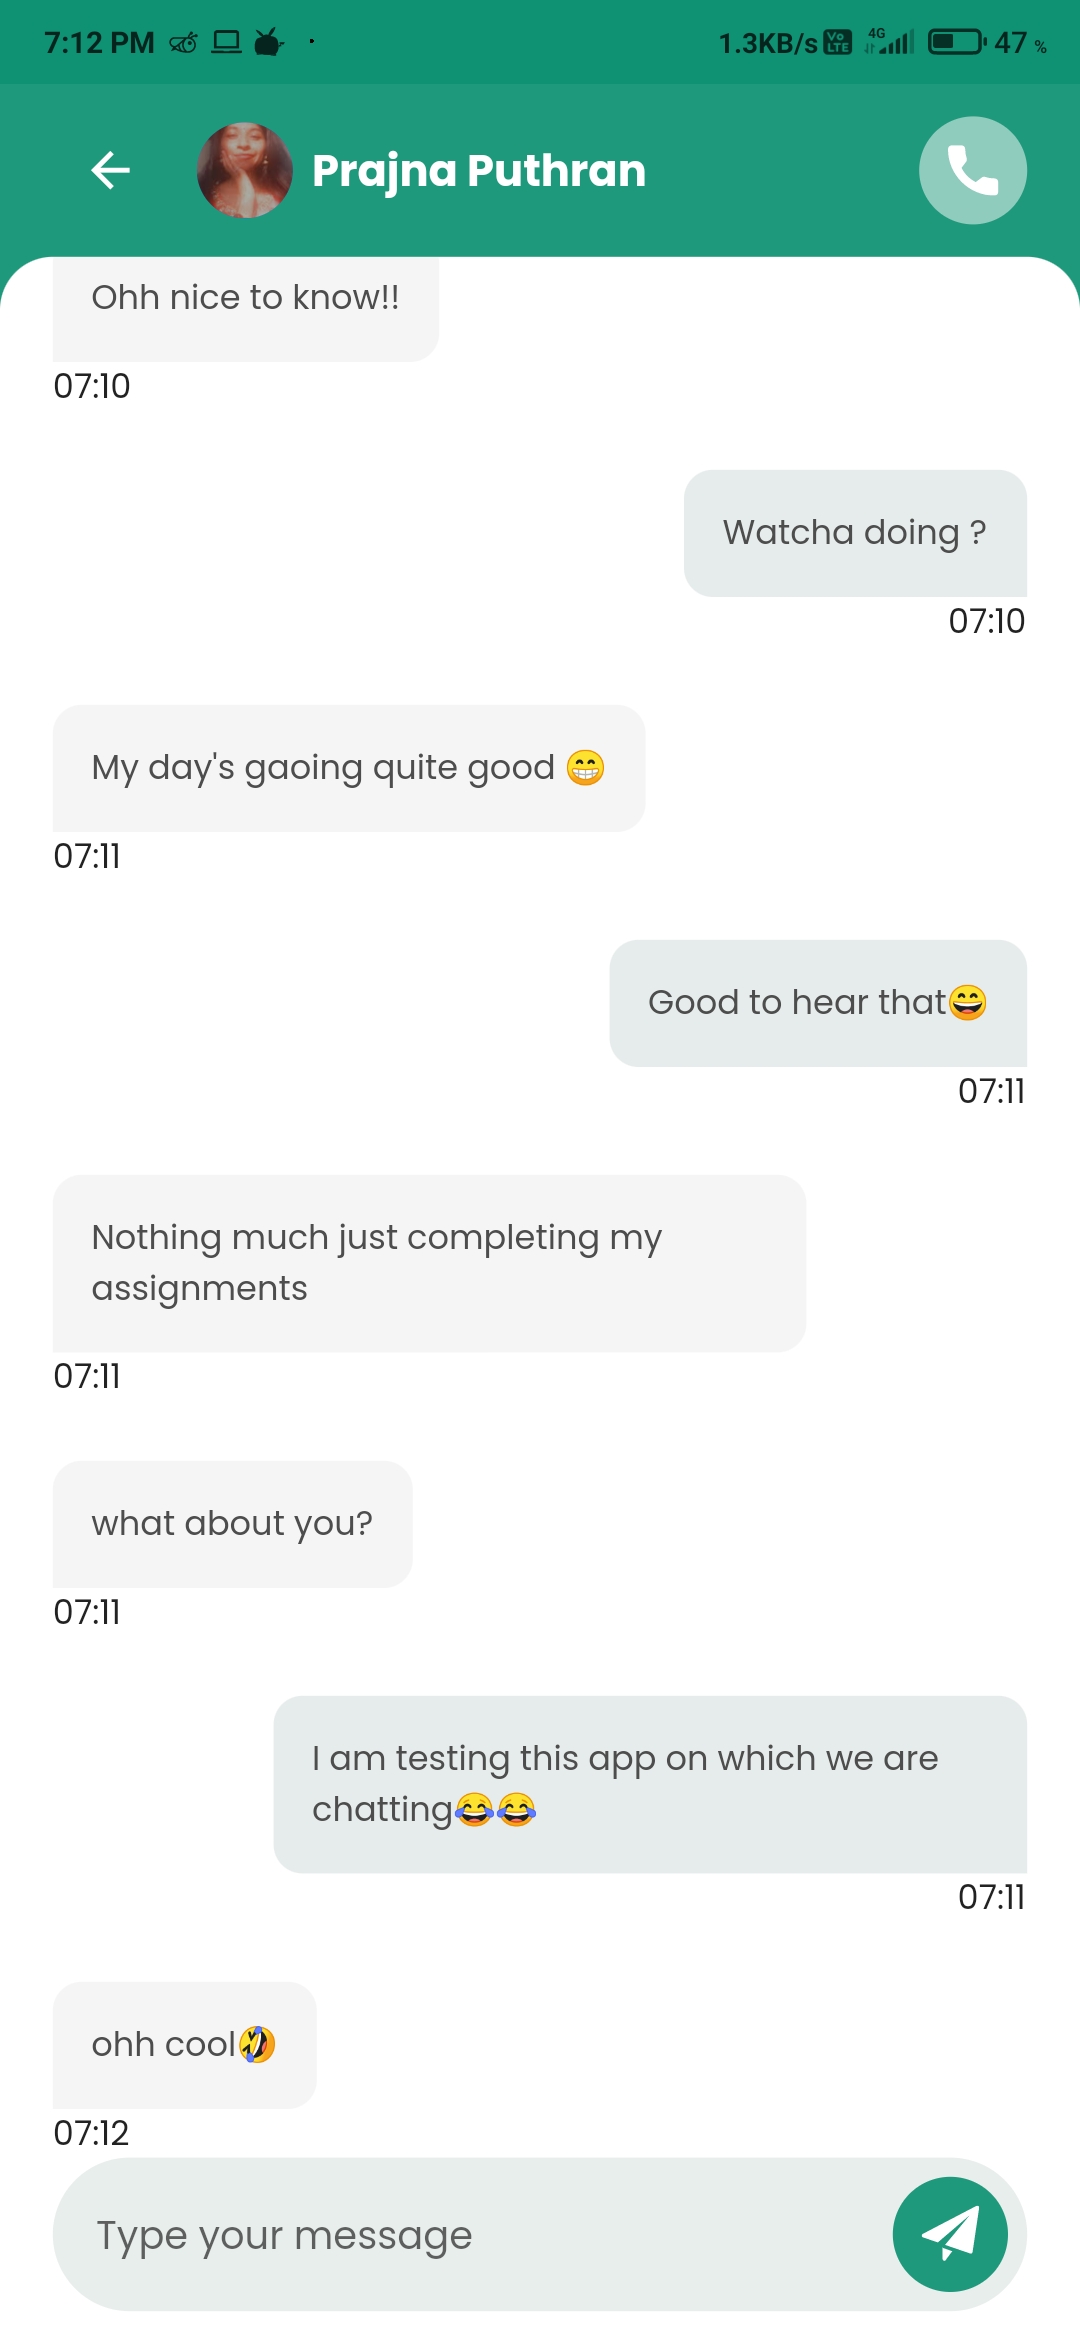 7:12 PM 1.3KB/s Vo LTE 4G 47 %
Prajna Puthran
Ohh nice to know!!
07:10
Watcha doing ?
07:10
My day's gaoing quite good 😁
07:11
Good to hear that😄
07:11
Nothing much just completing my
assignments
07:11
what about you?
07:11
I am testing this app on which we are
chatting😂😂
07:11
ohh cool🤣
07:12
Type your message